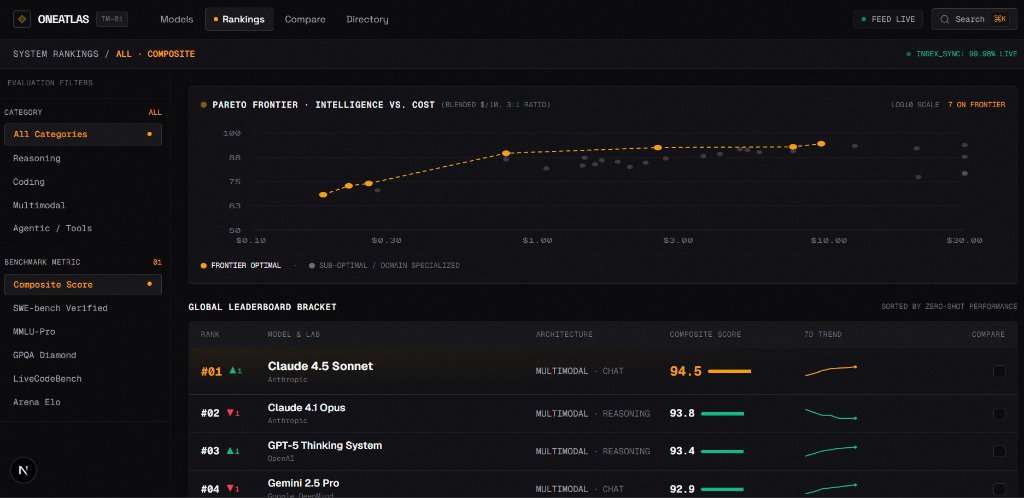 ONEATLAS TM-01 Models Rankings Compare Directory FEED LIVE Search ⌘K
SYSTEM RANKINGS / ALL · COMPOSITE INDEX_SYNC: 99.98% LIVE
EVALUATION FILTERS
CATEGORY ALL
All Categories
Reasoning
Coding
Multimodal
Agentic / Tools
BENCHMARK METRIC 01
Composite Score
SWE-bench Verified
MMLU-Pro
GPQA Diamond
LiveCodeBench
Arena Elo
N
PARETO FRONTIER · INTELLIGENCE VS. COST (BLENDED $/1M, 3:1 RATIO) LOG10 SCALE 7 ON FRONTIER
100
88
75
63
50
$0.10 $0.30 $1.00 $3.00 $10.00 $30.00
FRONTIER OPTIMAL · SUB-OPTIMAL / DOMAIN SPECIALIZED
GLOBAL LEADERBOARD BRACKET SORTED BY ZERO-SHOT PERFORMANCE
RANK MODEL & LAB ARCHITECTURE COMPOSITE SCORE 7D TREND COMPARE
#01 ▲1 Claude 4.5 Sonnet MULTIMODAL · CHAT 94.5
Anthropic
#02 ▼1 Claude 4.1 Opus MULTIMODAL · REASONING 93.8
Anthropic
#03 ▲1 GPT-5 Thinking System MULTIMODAL · REASONING 93.4
OpenAI
#04 ▼1 Gemini 2.5 Pro MULTIMODAL · CHAT 92.9
Google DeepMind